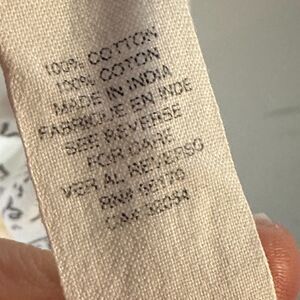 100% COTTON
100% COTON
MADE IN INDIA
FABRIQUE EN INDE
SEE REVERSE
FOR CARE
VER AL REVERSO
RN#
CA#